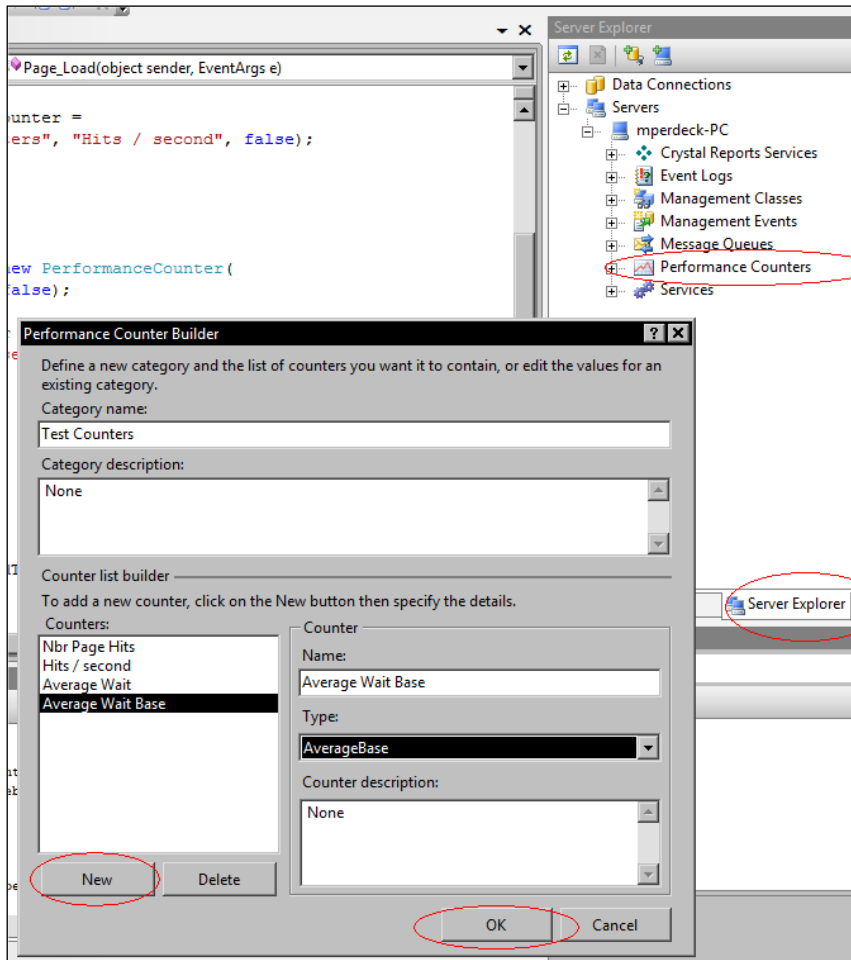 Server Explorer
Page_Load(object sender, EventArgs e)
ounter =
ers", "Hits / second", false);
ew PerformanceCounter(
false);
Data Connections
Servers
mperdeck-PC
Crystal Reports Services
Event Logs
Management Classes
Management Events
Message Queues
Performance Counters
Services
Performance Counter Builder
Define a new category and the list of counters you want it to contain, or edit the values for an
existing category.
Category name:
Test Counters
Category description:
None
Counter list builder
To add a new counter, click on the New button then specify the details.
Counters:
Nbr Page Hits
Hits / second
Average Wait
Average Wait Base
New
Delete
Counter
Name:
Average Wait Base
Type:
AverageBase
Counter description:
None
OK
Cancel
Server Explorer